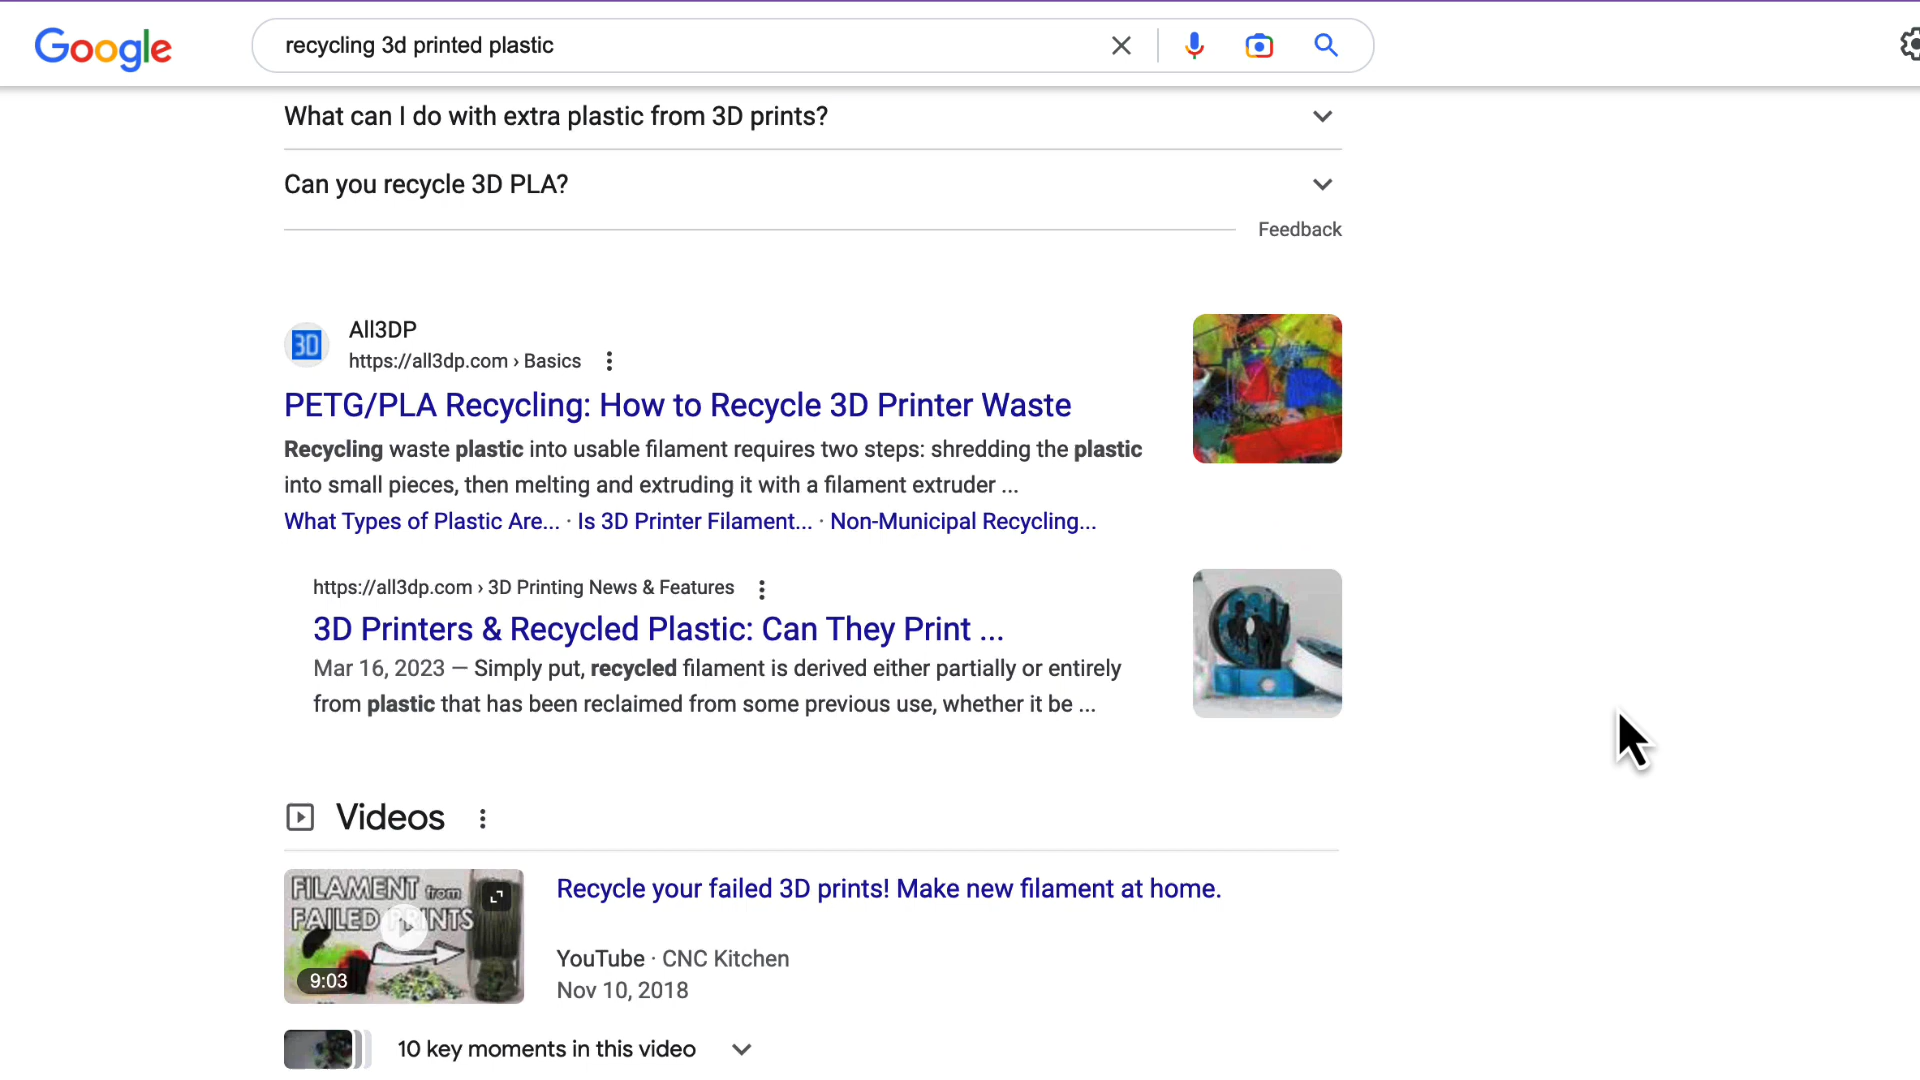 Google
recycling 3d printed plastic
What can I do with extra plastic from 3D prints?
Can you recycle 3D PLA?
Feedback
3D
All3DP
https://all3dp.com › Basics
PETG/PLA Recycling: How to Recycle 3D Printer Waste
Recycling waste plastic into usable filament requires two steps: shredding the plastic
into small pieces, then melting and extruding it with a filament extruder ...
What Types of Plastic Are... · Is 3D Printer Filament... · Non-Municipal Recycling...
https://all3dp.com › 3D Printing News & Features
3D Printers & Recycled Plastic: Can They Print ...
Mar 16, 2023 — Simply put, recycled filament is derived either partially or entirely
from plastic that has been reclaimed from some previous use, whether it be ...
Videos
FILAMENT from
FAILED PRINTS
9:03
Recycle your failed 3D prints! Make new filament at home.
YouTube · CNC Kitchen
Nov 10, 2018
10 key moments in this video